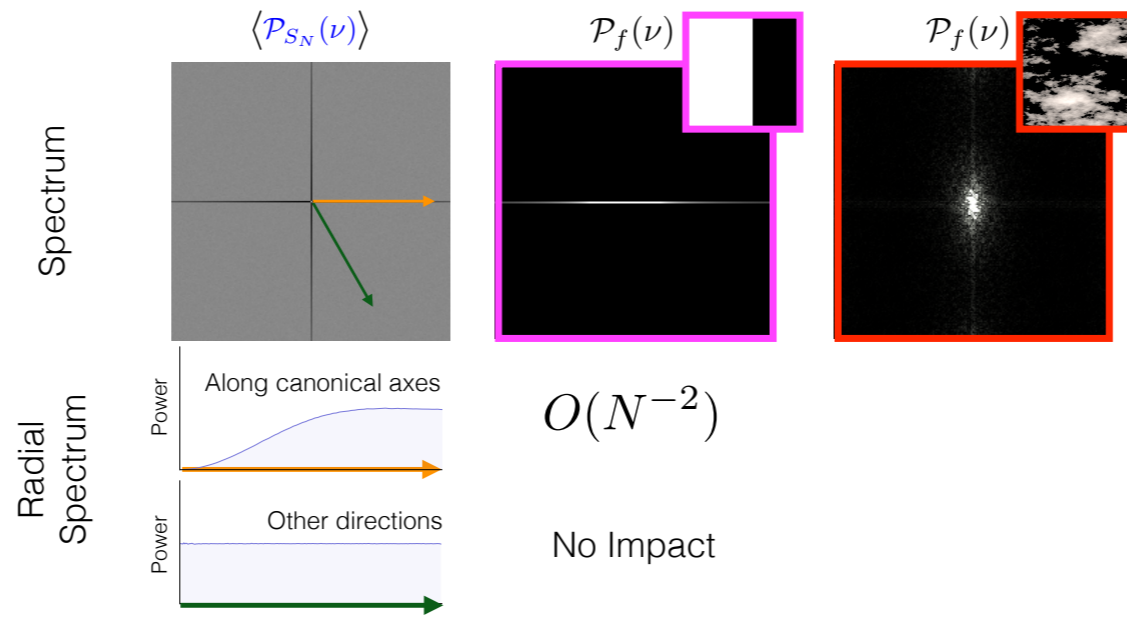 ⟨𝒫_{S_N}(ν)⟩
𝒫_f(ν)
𝒫_f(ν)
Spectrum
Radial
Spectrum
Power
Along canonical axes
O(N^{-2})
Power
Other directions
No Impact